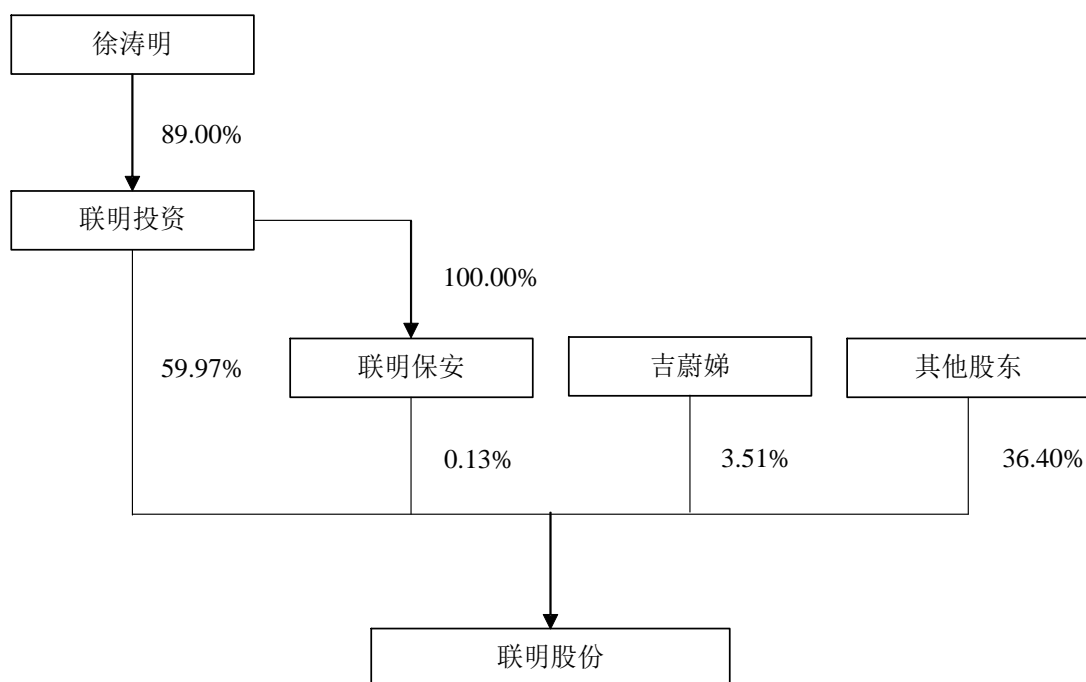 徐涛明
89.00%
联明投资
100.00%
59.97%
联明保安
吉蔚娣
其他股东
0.13%
3.51%
36.40%
联明股份